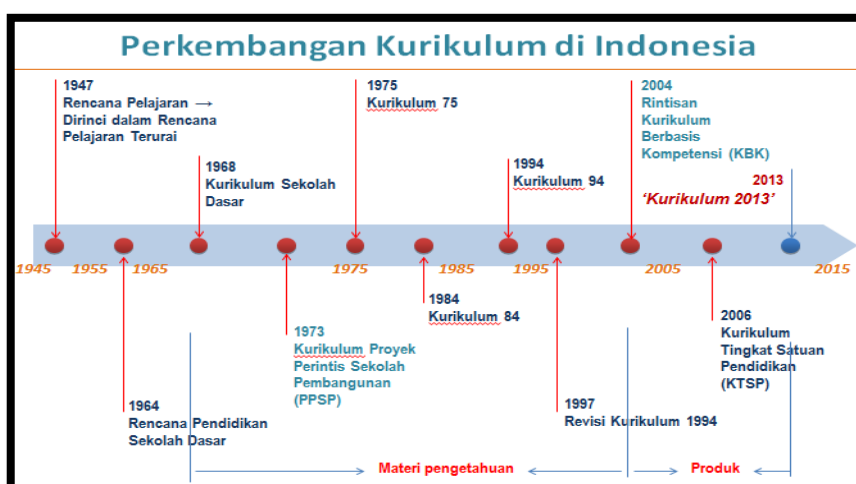 Perkembangan Kurikulum di Indonesia
1947
Rencana Pelajaran →
Dirinci dalam Rencana
Pelajaran Terurai
1975
Kurikulum 75
2004
Rintisan
Kurikulum
Berbasis
Kompetensi (KBK)
1968
Kurikulum Sekolah
Dasar
1994
Kurikulum 94
2013
'Kurikulum 2013'
1945 1955 1965 1975 1985 1995 2005 2015
1964
Rencana Pendidikan
Sekolah Dasar
1973
Kurikulum Proyek
Perintis Sekolah
Pembangunan
(PPSP)
1984
Kurikulum 84
1997
Revisi Kurikulum 1994
2006
Kurikulum
Tingkat Satuan
Pendidikan
(KTSP)
Materi pengetahuan
Produk